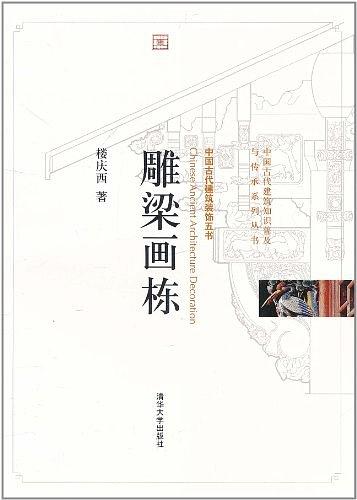 中国古代建筑知识普及
与传承系列丛书
中国古代建筑装饰五书
Chinese Ancient Architecture Decoration
雕梁画栋
楼庆西 著
清华大学出版社